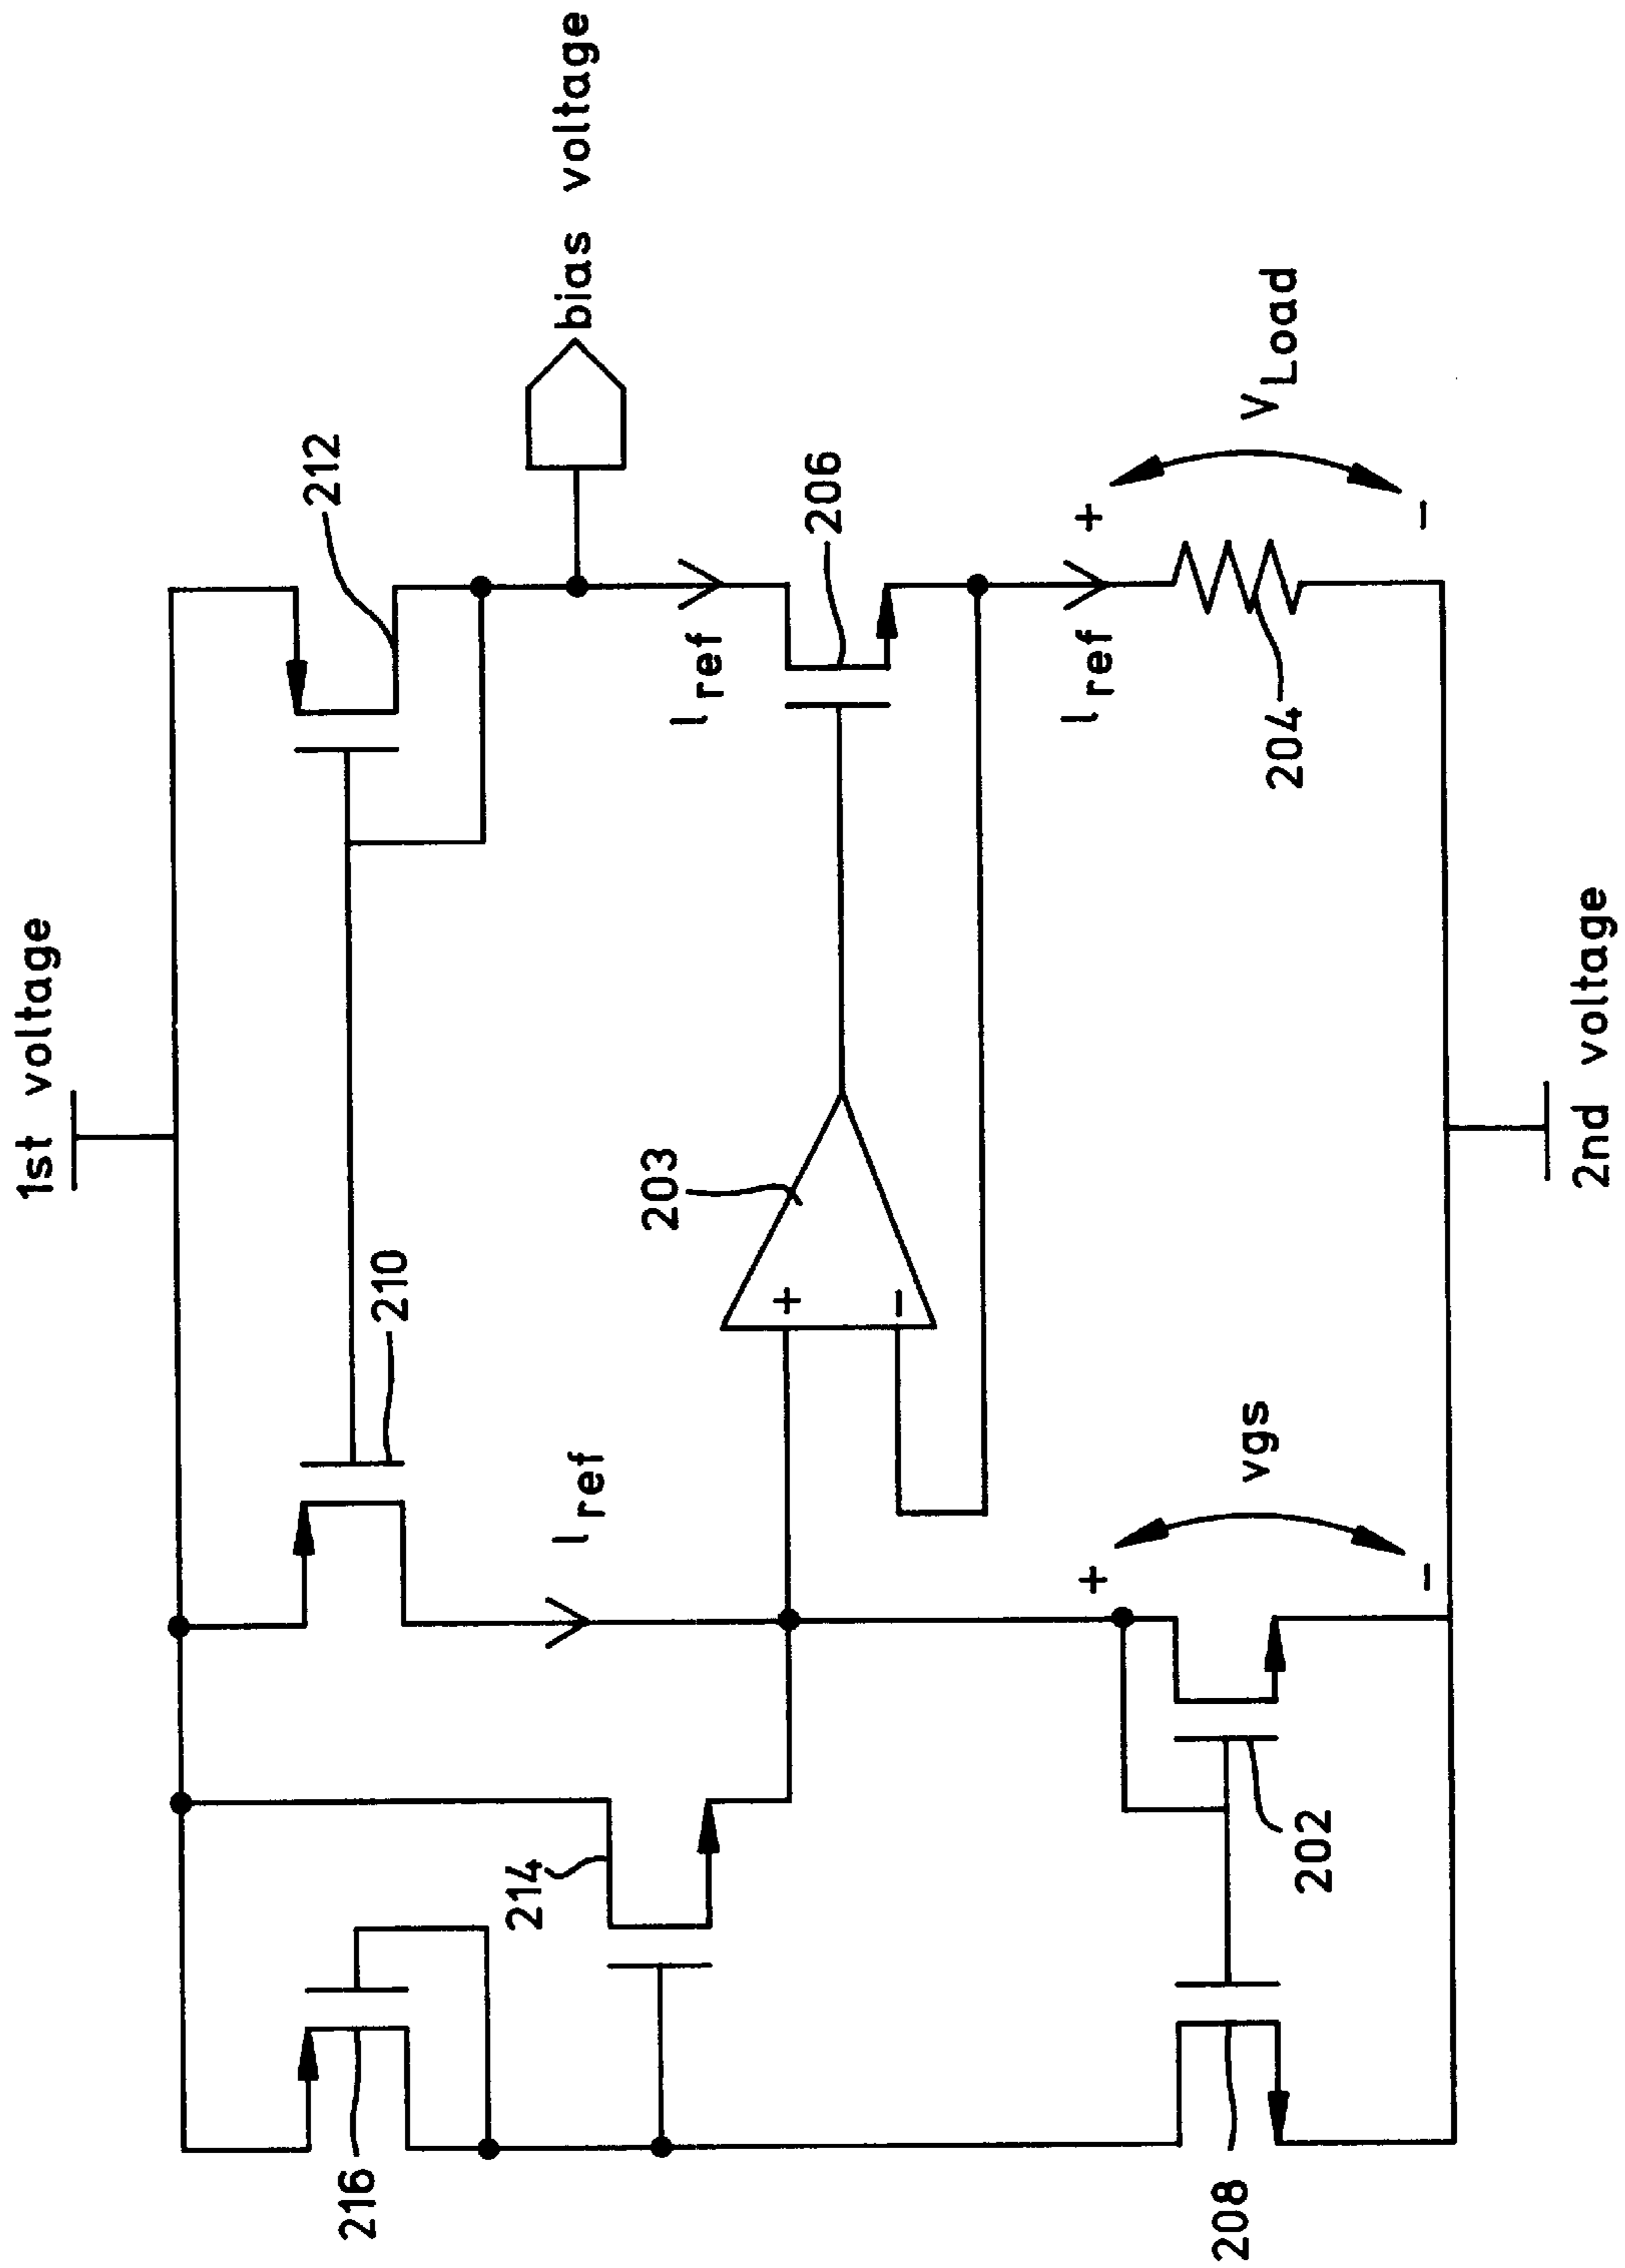 1st voltage
216
214
210
212
bias voltage
Iref
203
Iref
206
+
-
Iref
+
-
vgs
208
202
204
+
-
VLoad
2nd voltage